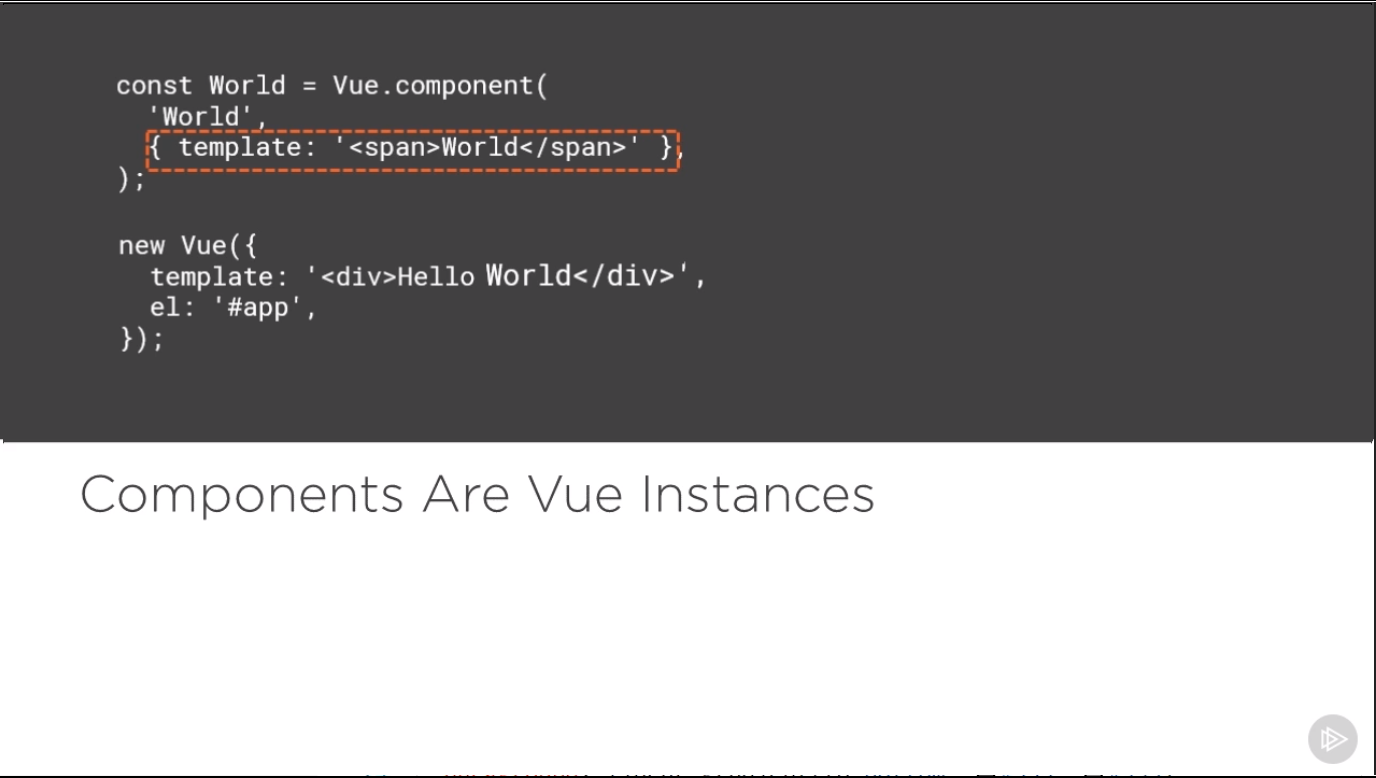 const World = Vue.component(
  'World',
  { template: '<span>World</span>' },
);
new Vue({
  template: '<div>Hello World</div>',
  el: '#app',
});
Components Are Vue Instances